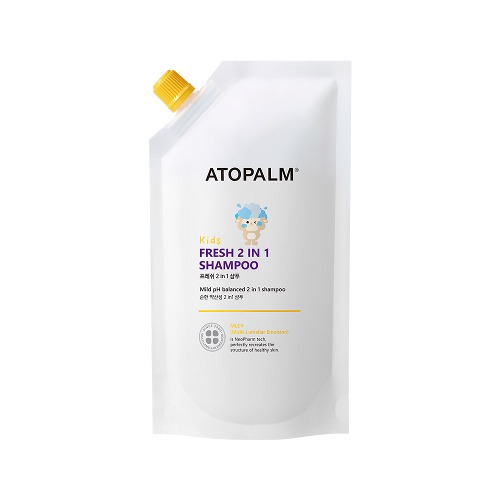 ATOPALM®
Kids
FRESH 2 IN 1
SHAMPOO
프레쉬 2 in 1 샴푸
Mild pH balanced 2 in 1 shampoo
순한 약산성 2 in1 샴푸
MLE®
(Multi-Lamellar Emulsion)
is NeoPharm tech,
perfectly recreates the
structure of healthy skin.